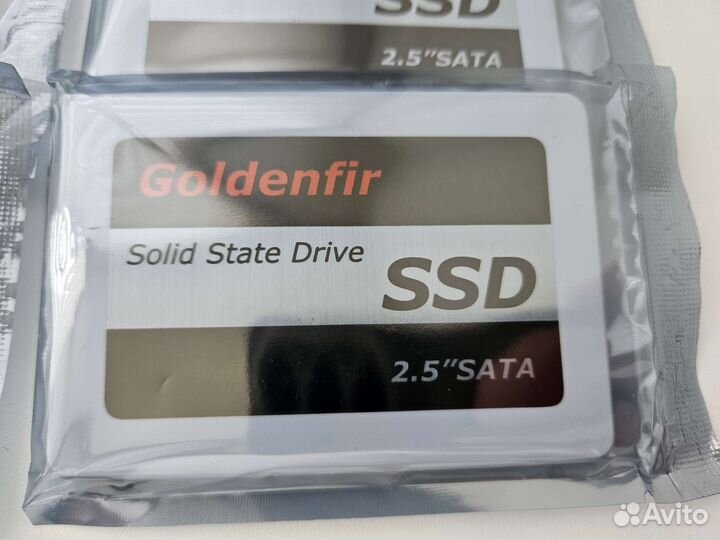 SSD
2.5"SATA
Goldenfir
Solid State Drive
SSD
2.5"SATA
Avito